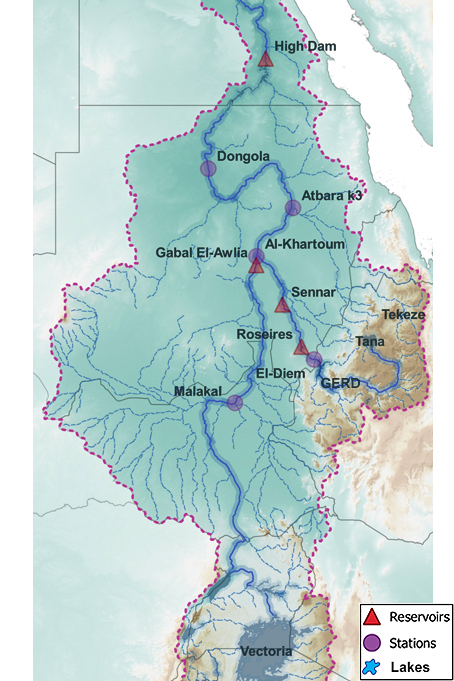 High Dam
Dongola
Atbara k3
Gabal El-Awlia
Al-Khartoum
Sennar
Tekeze
Roseires
Tana
El-Diem
GERD
Malakal
Reservoirs
Stations
Vectoria
Lakes